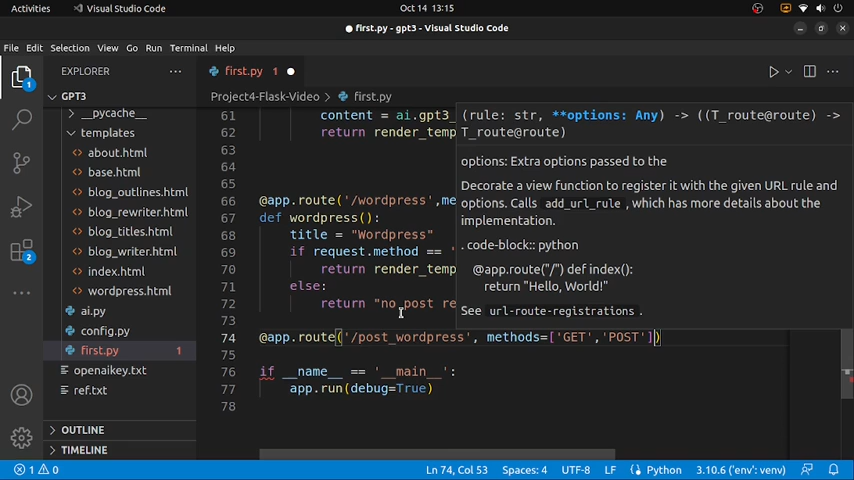 Activities
Visual Studio Code
Oct 14 13:15
first.py - gpt3 - Visual Studio Code
File Edit Selection View Go Run Terminal Help
EXPLORER
first.py 1
GPT3
Project4-Flask-Video > first.py
__pycache__
templates
about.html
base.html
blog_outlines.html
blog_rewriter.html
blog_titles.html
blog_writer.html
index.html
wordpress.html
ai.py
config.py
first.py 1
openaikey.txt
ref.txt
OUTLINE
TIMELINE
1
2
61 content = ai.gpt3_
62 return render_temp
63
64
65
66 @app.route('/wordpress',me
67 def wordpress():
68 title = "Wordpress"
69 if request.method == '
70 return render_temp
71 else:
72 return "no post re
73
74 @app.route('/post_wordpress', methods=['GET','POST'])
75
76 if __name__ == '__main__':
77 app.run(debug=True)
78
(rule: str, **options: Any) -> ((T_route@route) ->
T_route@route)
options: Extra options passed to the
Decorate a view function to register it with the given URL rule and
options. Calls add_url_rule, which has more details about the
implementation.
. code-block:: python
@app.route("/") def index():
return "Hello, World!"
See url-route-registrations.
1 0
Ln 74, Col 53
Spaces: 4
UTF-8
LF
Python
3.10.6 ('env': venv)